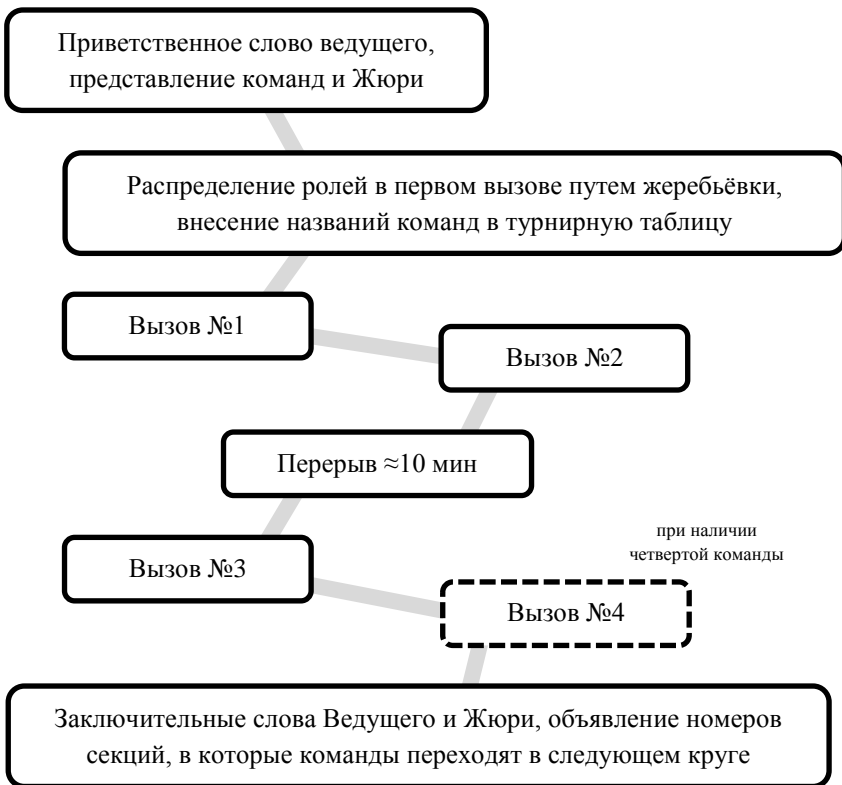 Приветственное слово ведущего,
представление команд и Жюри
Распределение ролей в первом вызове путем жеребьёвки,
внесение названий команд в турнирную таблицу
Вызов №1
Вызов №2
Перерыв ≈10 мин
при наличии
четвертой команды
Вызов №3
Вызов №4
Заключительные слова Ведущего и Жюри, объявление номеров
секций, в которые команды переходят в следующем круге